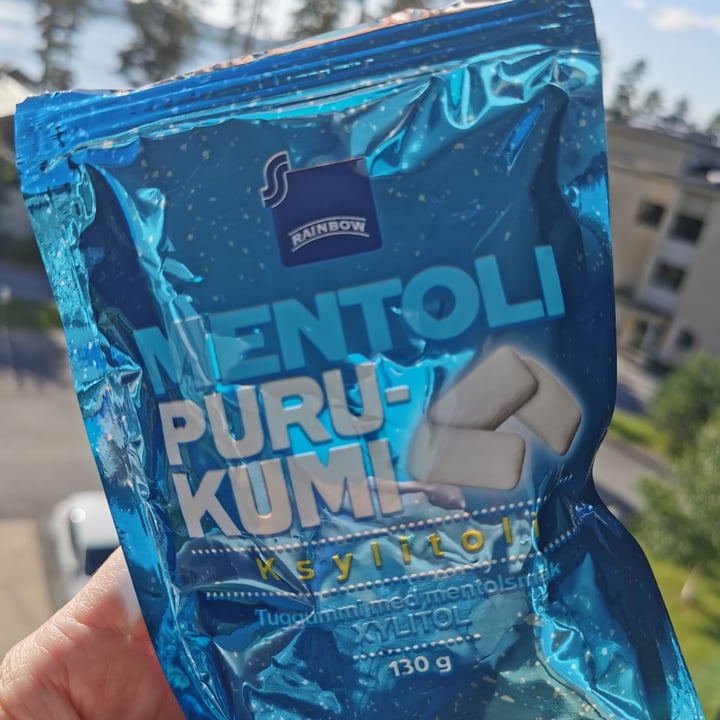 RAINBOW
MENTOLI
PURU-
KUMI
Ksylitoli
Tuggummi med mentolsmak
XYLITOL
130 g